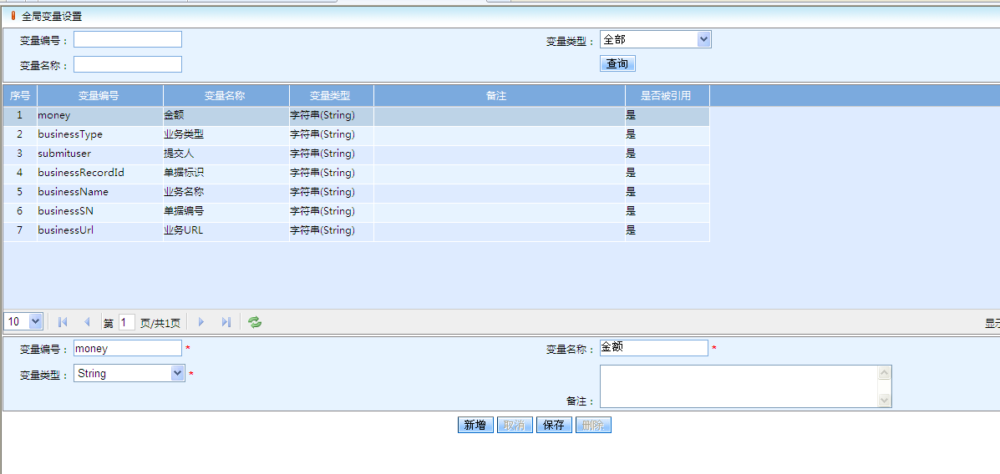 全局变量设置
变量编号： 变量类型： 全部
变量名称： 查询
序号 变量编号 变量名称 变量类型 备注 是否被引用
1 money 金额 字符串(String) 是
2 businessType 业务类型 字符串(String) 是
3 submituser 提交人 字符串(String) 是
4 businessRecordId 单据标识 字符串(String) 是
5 businessName 业务名称 字符串(String) 是
6 businessSN 单据编号 字符串(String) 是
7 businessUrl 业务URL 字符串(String) 是
10 第 1 页/共1页 显示
变量编号： money * 变量名称： 金额 *
变量类型： String *
备注：
新增 取消 保存 删除